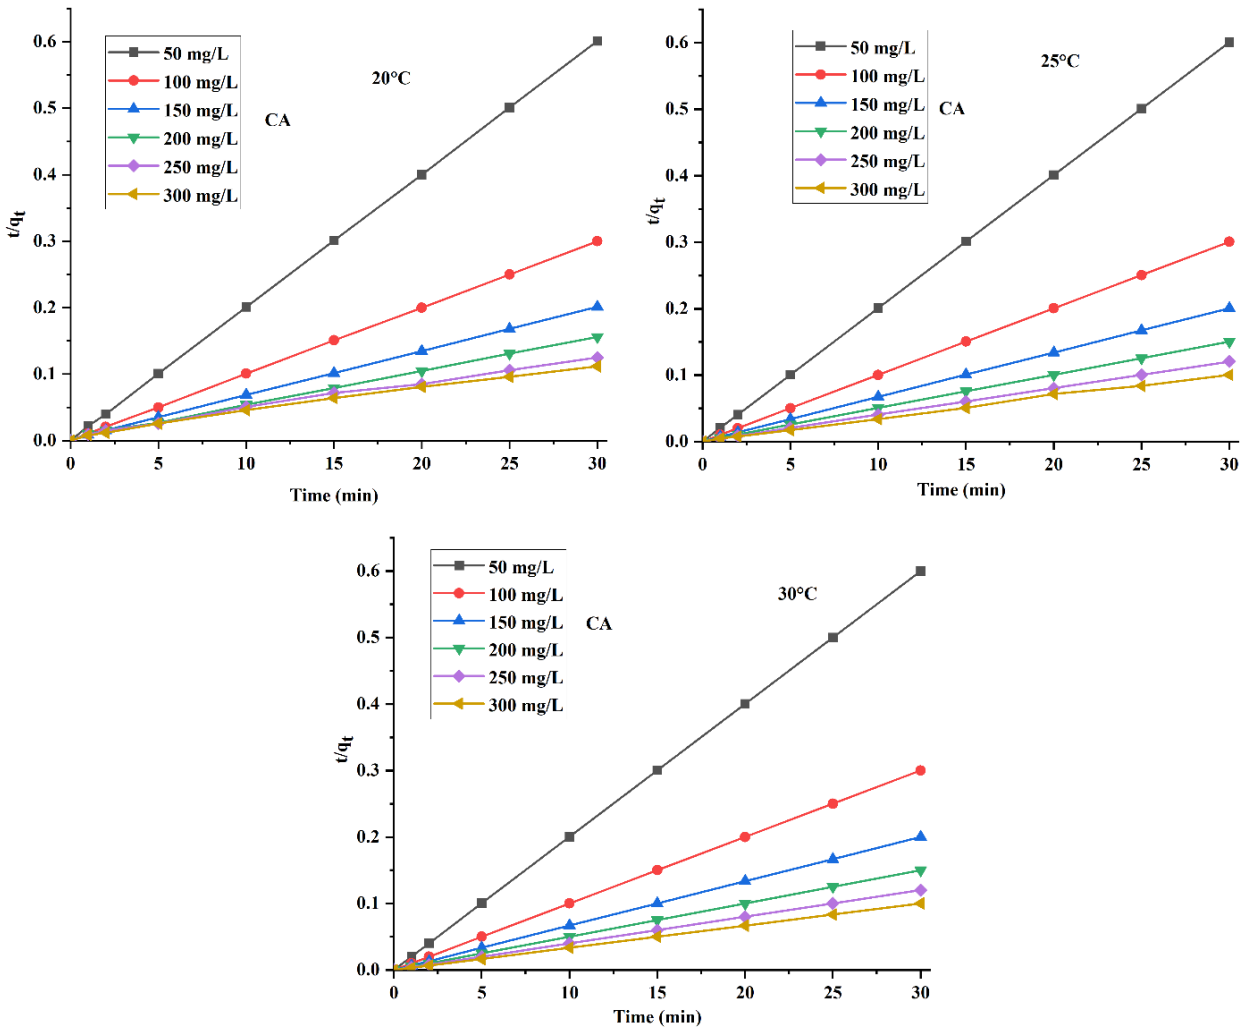 0.6
0.5
0.4
0.3
0.2
0.1
0.0
t/qt
50 mg/L
100 mg/L
150 mg/L
200 mg/L
250 mg/L
300 mg/L
CA
20°C
0 5 10 15 20 25 30
Time (min)
0.6
0.5
0.4
0.3
0.2
0.1
0.0
t/qt
50 mg/L
100 mg/L
150 mg/L
200 mg/L
250 mg/L
300 mg/L
CA
25°C
0 5 10 15 20 25 30
Time (min)
0.6
0.5
0.4
0.3
0.2
0.1
0.0
t/qt
50 mg/L
100 mg/L
150 mg/L
200 mg/L
250 mg/L
300 mg/L
CA
30°C
0 5 10 15 20 25 30
Time (min)